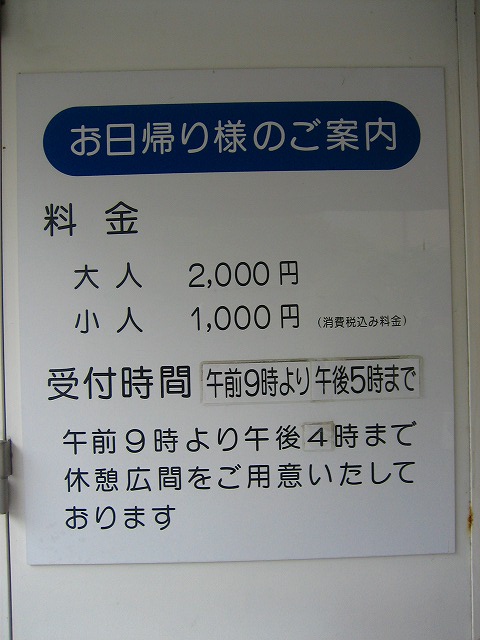 お日帰り様のご案内
料金
大人 2,000円
小人 1,000円 (消費税込み料金)
受付時間 午前9時より午後5時まで
午前9時より午後4時まで
休憩広間をご用意いたして
おります